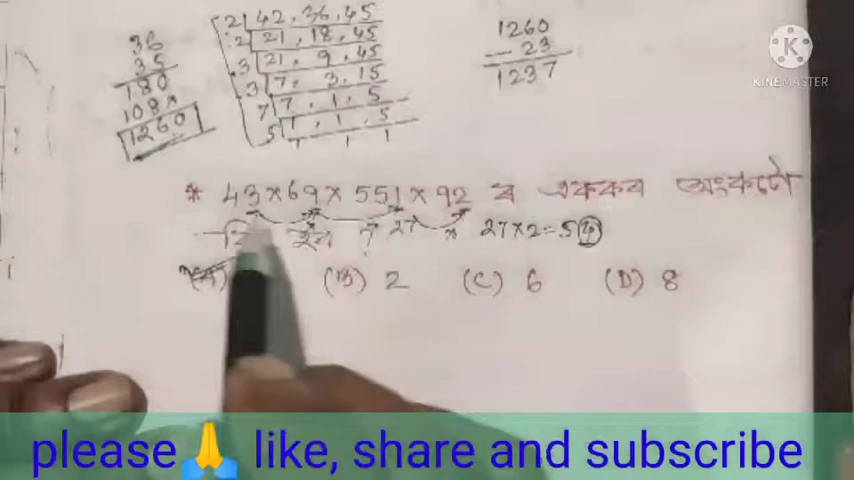 36
35
180
108×
1260
2 42, 36, 45
2 21, 18, 45
3 21, 9, 45
3 7, 3, 15
7 7, 1, 5
5 1, 1, 5
1 1 1
1260
- 23
1237
KINEMASTER
* 43×69×551×92 ৰ এককৰ অংকটো
27 27×2=54
(A) (B) 2 (C) 6 (D) 8
please🙏 like, share and subscribe